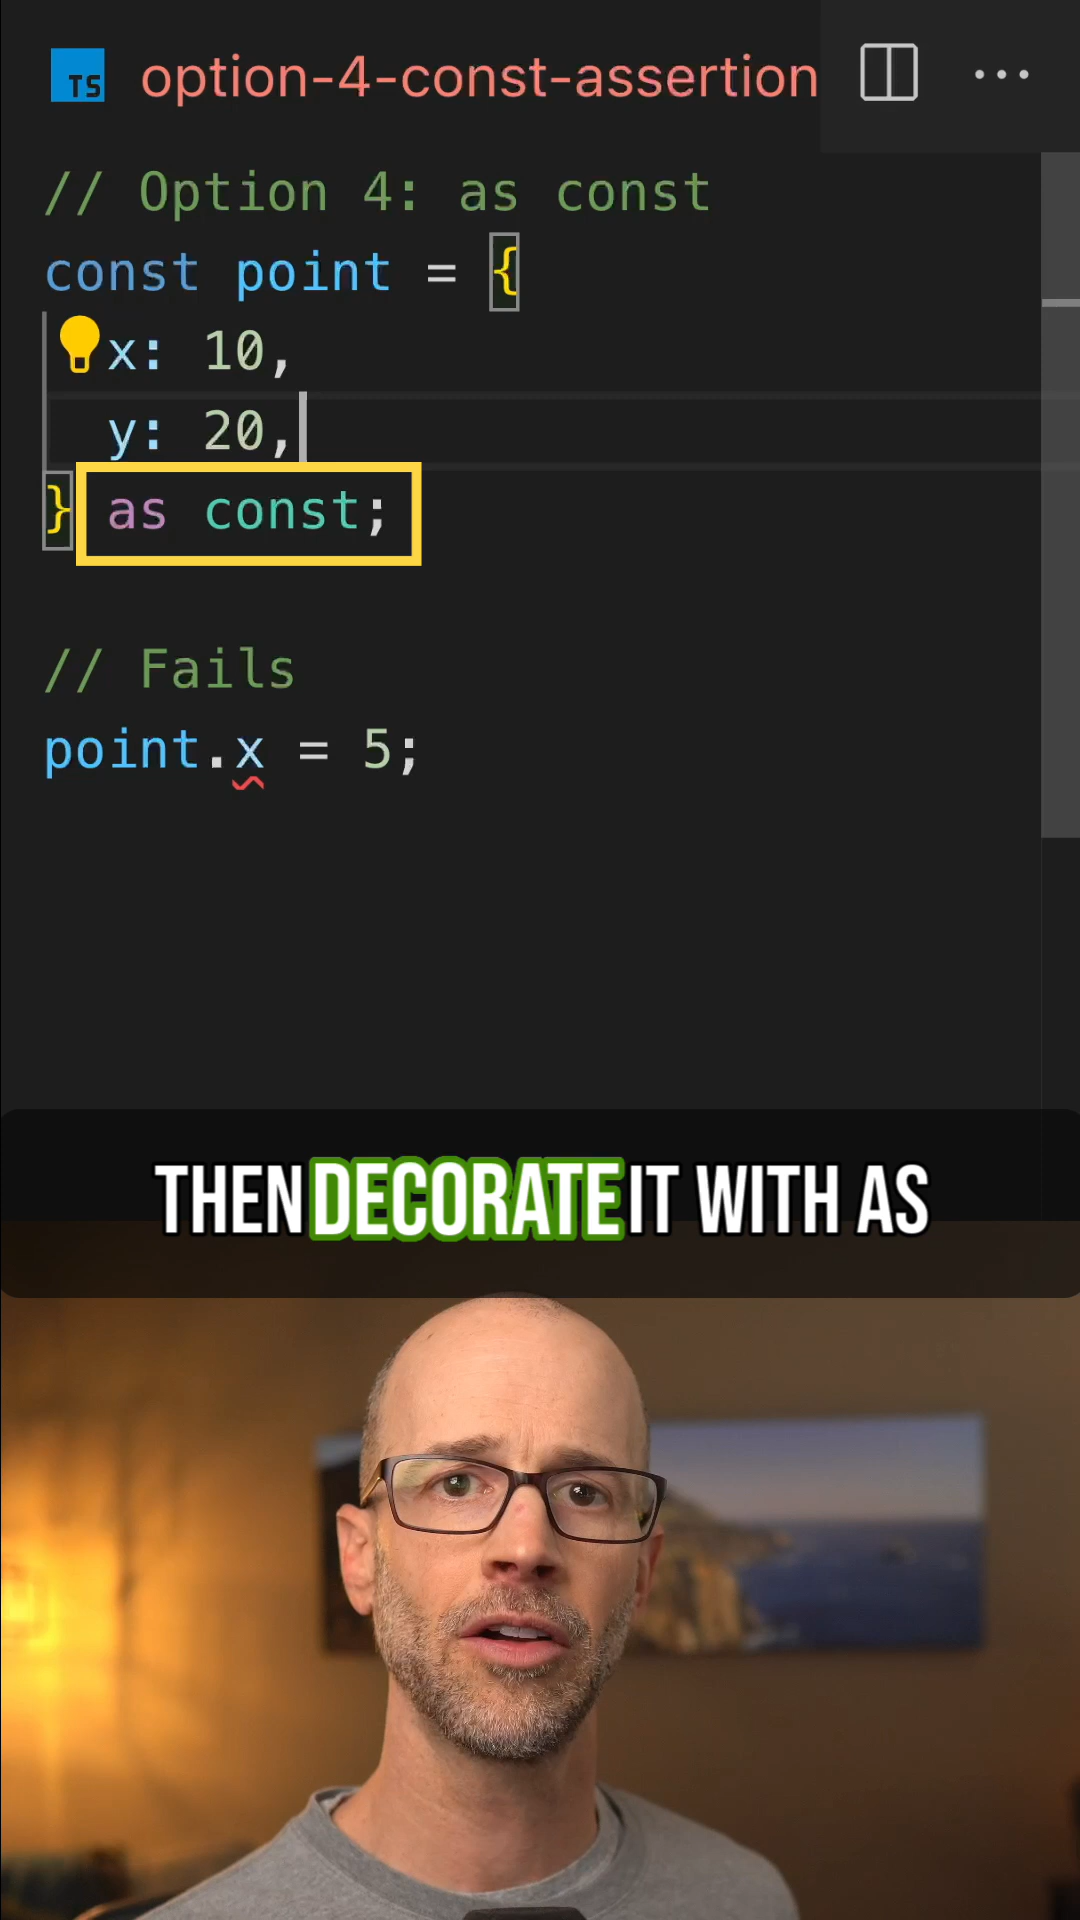 TS option-4-const-assertion ...
// Option 4: as const
const point = {
x: 10,
y: 20,
} as const;
// Fails
point.x = 5;
THEN DECORATE IT WITH AS